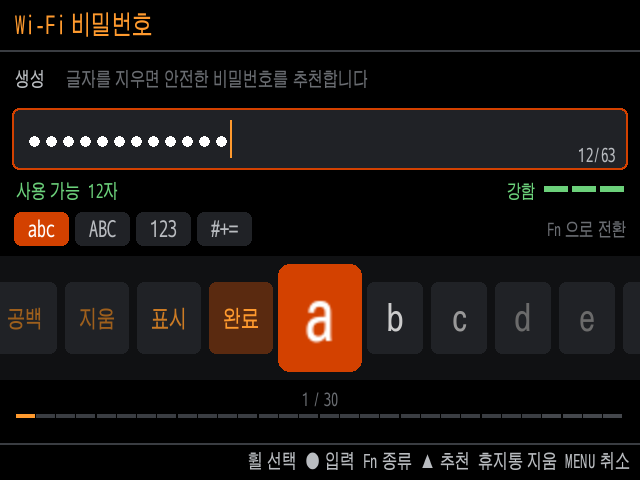 Wi-Fi 비밀번호
생성 글자를 지우면 안전한 비밀번호를 추천합니다
●●●●●●●●●●●●
12/63
사용 가능 12자 강함
abc ABC 123 #+= Fn 으로 전환
공백 지움 표시 완료 a b c d e
1 / 30
휠 선택 ● 입력 Fn 종류 ▲ 추천 휴지통 지움 MENU 취소